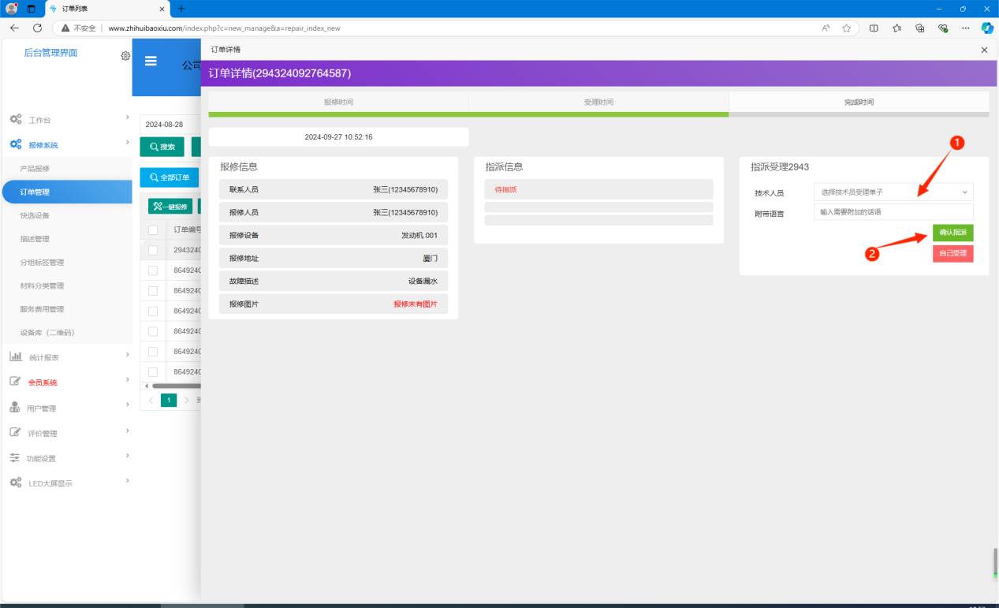 订单列表
不安全 www.zhihuibaoxiu.com/index.php?c=new_manage&a=repair_index_new
后台管理界面
公司
工作台
报修系统
产品报修
订单管理
快选设备
描述管理
分组标签管理
材料分类管理
服务费用管理
设备库（二维码）
统计报表
会员系统
用户管理
评价管理
功能设置
LED大屏显示
2024-08-28
搜索
全部订单
一键报修
订单编号
294324
864924
864924
864924
864924
864924
864924
1
订单详情
订单详情(294324092764587)
报修时间
受理时间
完成时间
2024-09-27 10:52:16
报修信息
联系人员 张三(12345678910)
报修人员 张三(12345678910)
报修设备 发动机 001
报修地址 厦门
故障描述 设备漏水
报修图片 报修未有图片
指派信息
待指派
指派受理2943
技术人员 选择技术员受理单子
附带语言 输入需要附加的话语
确认指派
自己受理
1
2